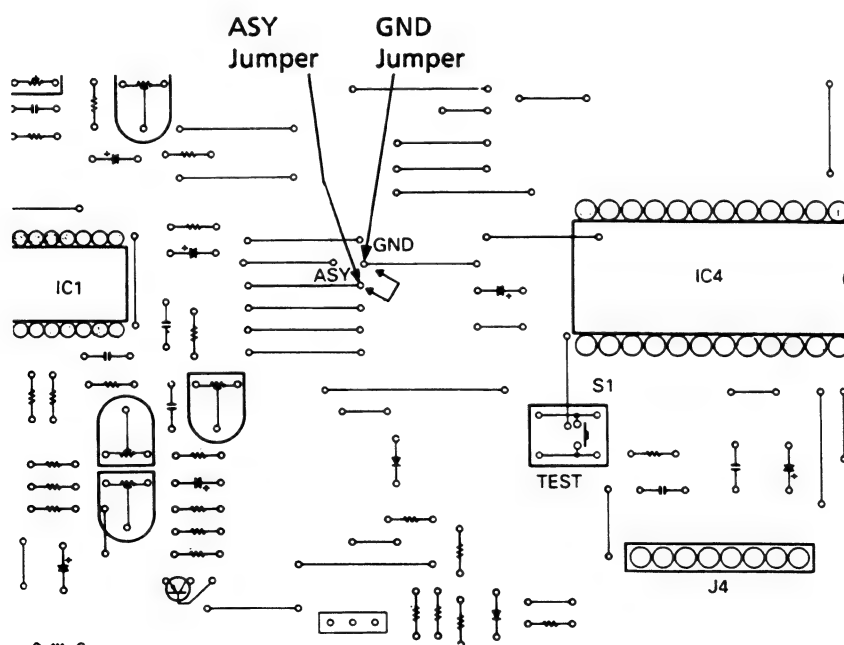 ASY
Jumper
GND
Jumper
GND
ASY
IC1
IC4
S1
TEST
J4